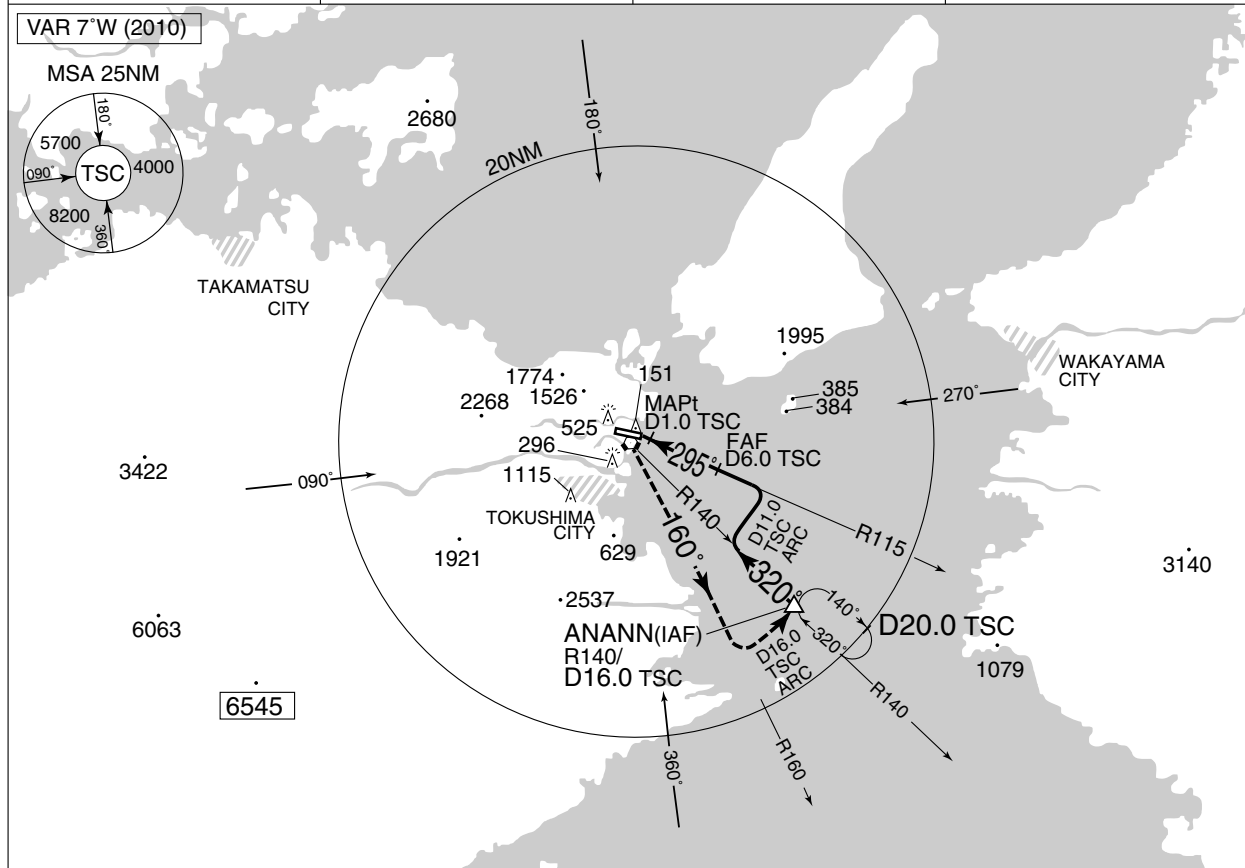 VAR 7°W (2010)
MSA 25NM
180°
5700
4000
TSC
090°
8200
360°
2680
180°
20NM
TAKAMATSU
CITY
1995
WAKAYAMA
CITY
151
1774
1526
385
384
270°
2268
MAPt
D1.0 TSC
525
FAF
D6.0 TSC
296
295°
3422
1115
090°
R140
D11.0
TSC
ARC
R115
TOKUSHIMA
CITY
160°
1921
629
3140
320°
2537
140°
6063
ANANN(IAF)
R140/
D16.0 TSC
D16.0
TSC
ARC
320°
D20.0 TSC
1079
6545
R140
R160
360°